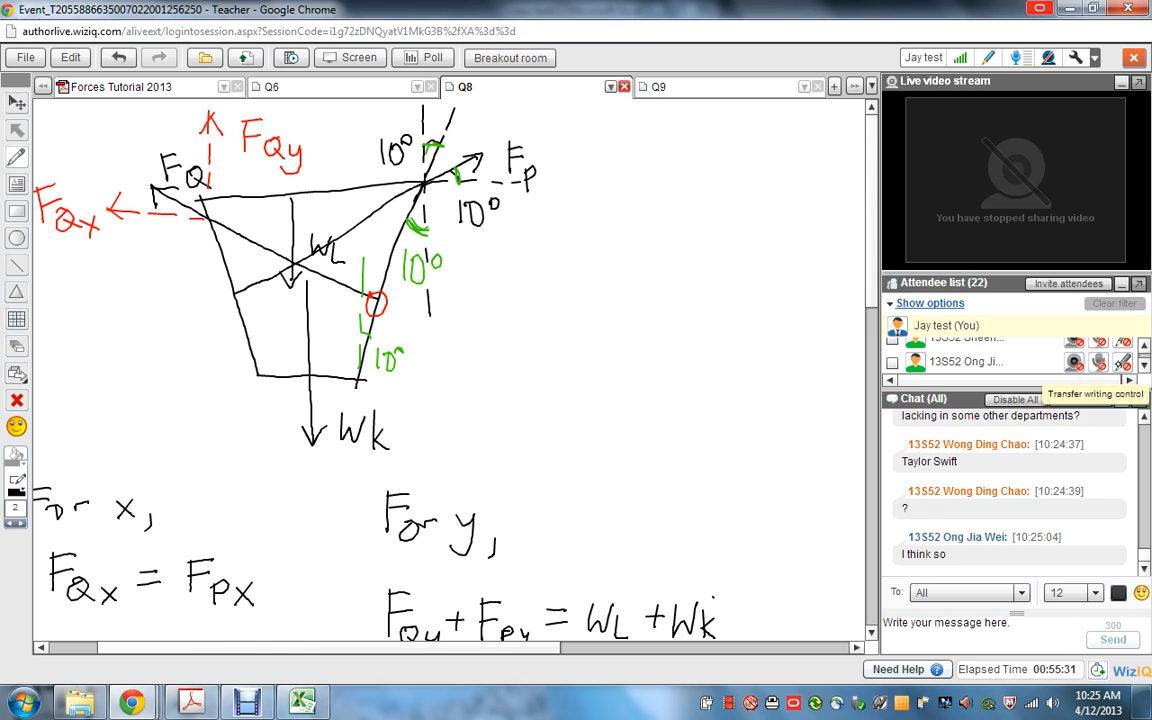 Event_T20558866350702200​1256250 - Teacher - Google Chrome
authorlive.wiziq.com/aliveext/logintosession.aspx?SessionCode=i1g72zDNQyatV1MkG3B%2fXA%3d%3d
File Edit Screen Poll Breakout room Jay test
Forces Tutorial 2013 Q6 Q8 Q9
Live video stream
You have stopped sharing video
FQy
10°
FP
FQ
FQx
10°
WL
10°
10°
Wk
For x,
For y,
FQx = FPx
FQy + FPy = WL + Wk
Attendee list (22) Invite attendees
Show options Clear filter
Jay test (You)
13S52 Sheen...
13S52 Ong Ji...
Transfer writing control
Chat (All) Disable All
lacking in some other departments?
13S52 Wong Ding Chao: [10:24:37]
Taylor Swift
13S52 Wong Ding Chao: [10:24:39]
?
13S52 Ong Jia Wei: [10:25:04]
I think so
To: All 12
Write your message here. 300
Send
Need Help ? Elapsed Time 00:55:31 WizIQ
2
10:25 AM
4/12/2013